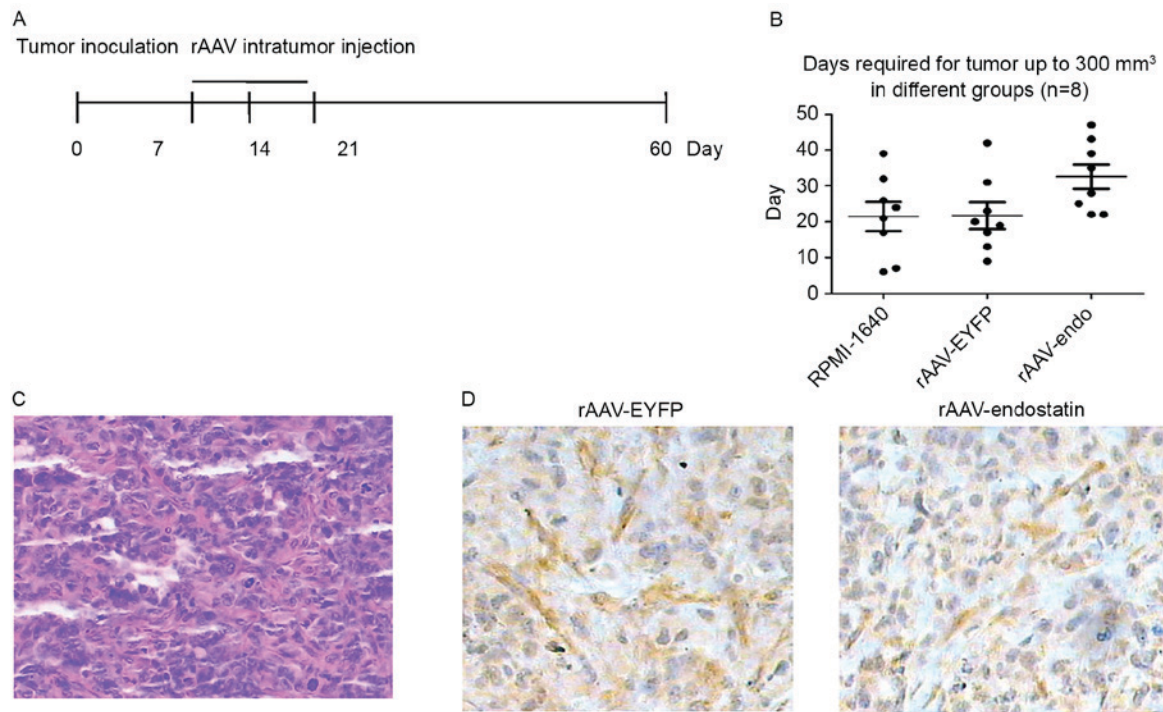 A
Tumor inoculation rAAV intratumor injection
0 7 14 21 60 Day
B
Days required for tumor up to 300 mm³
in different groups (n=8)
Day
50
40
30
20
10
0
RPMI-1640
rAAV-EYFP
rAAV-endo
C
D
rAAV-EYFP
rAAV-endostatin